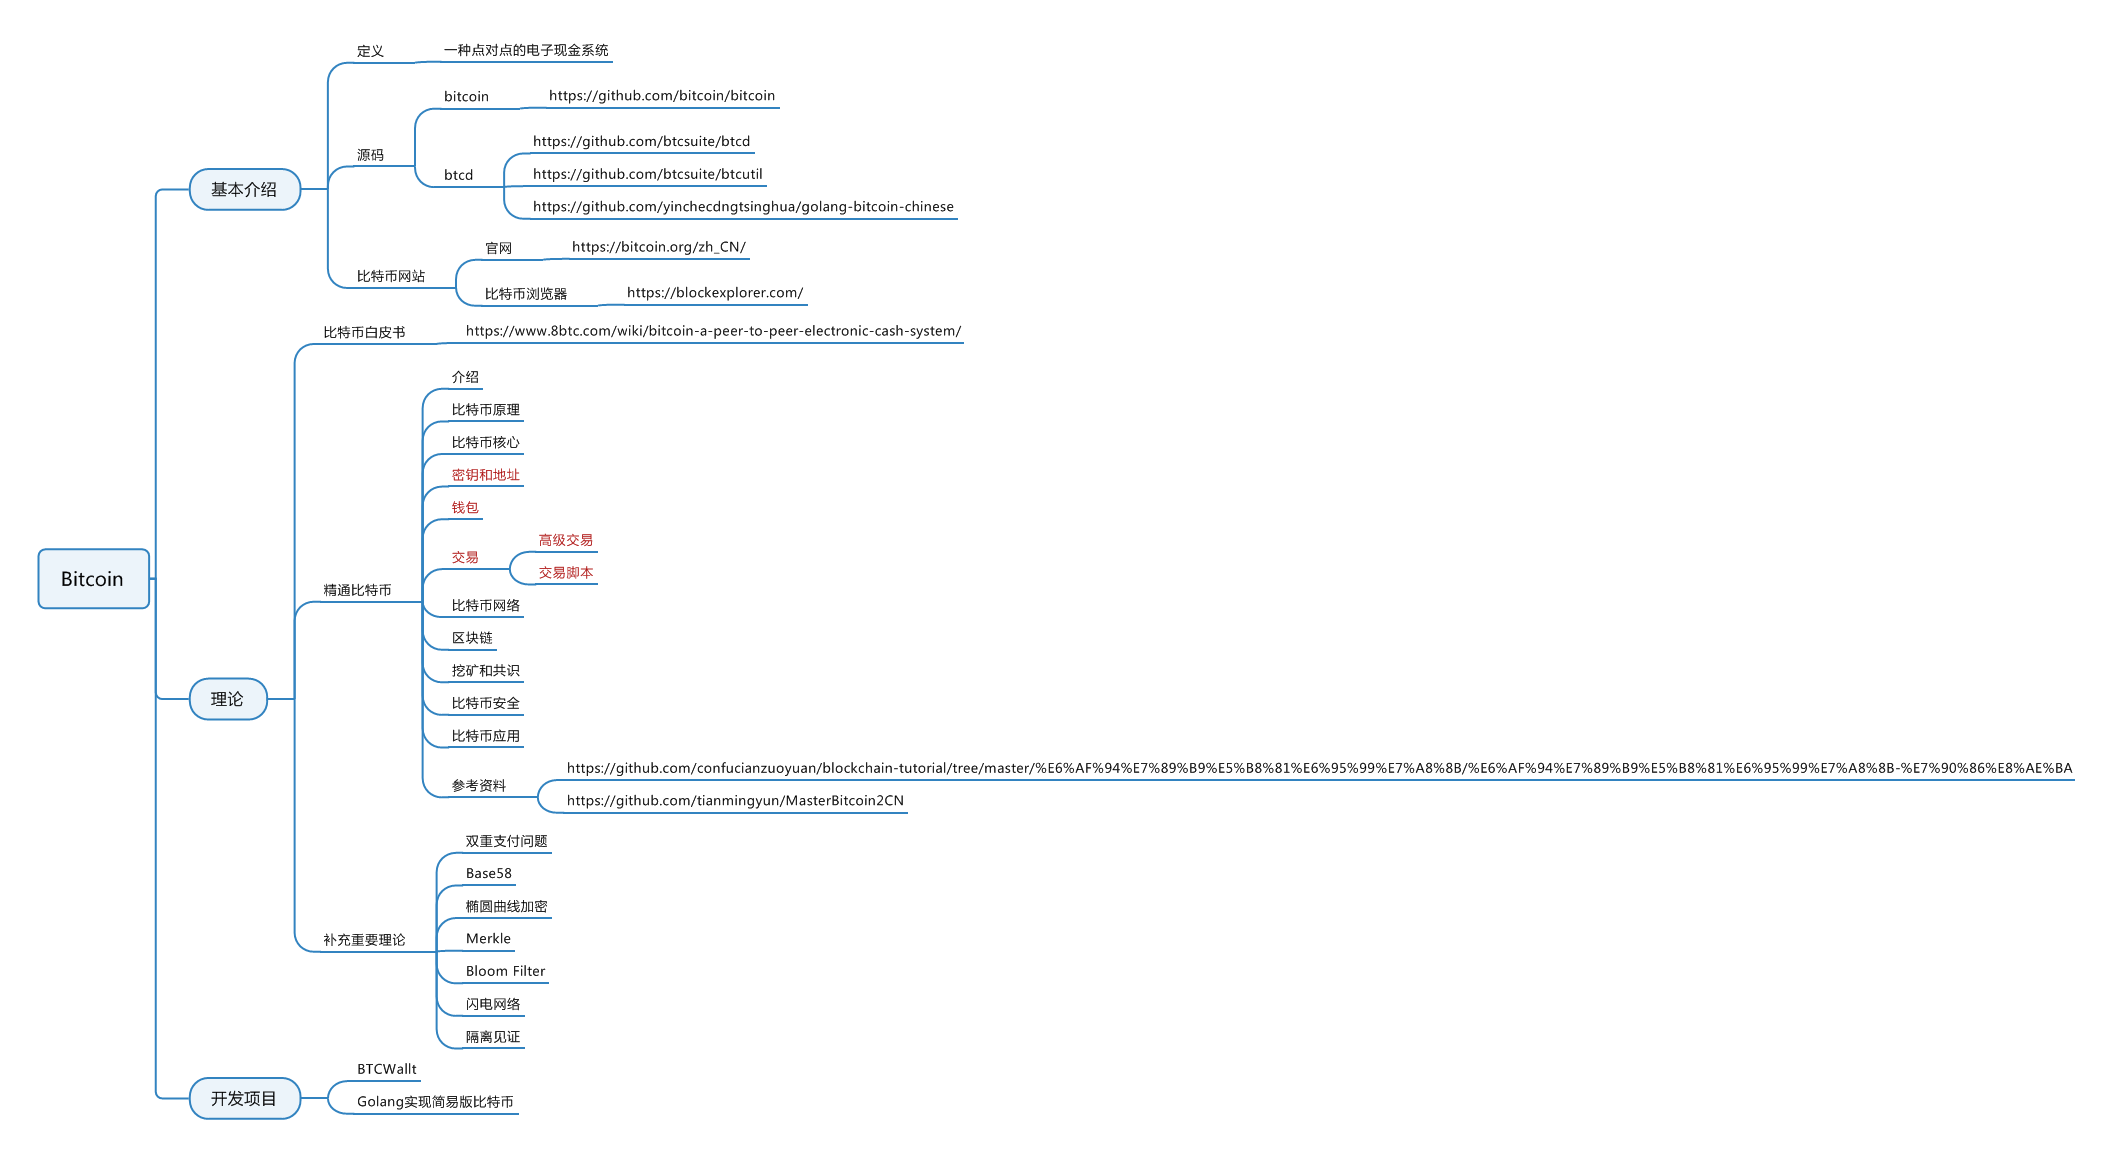 Bitcoin
基本介绍
定义
一种点对点的电子现金系统
源码
bitcoin
https://github.com/bitcoin/bitcoin
btcd
https://github.com/btcsuite/btcd
https://github.com/btcsuite/btcutil
https://github.com/yinchecdngtsinghua/golang-bitcoin-chinese
比特币网站
官网
https://bitcoin.org/zh_CN/
比特币浏览器
https://blockexplorer.com/
理论
比特币白皮书
https://www.8btc.com/wiki/bitcoin-a-peer-to-peer-electronic-cash-system/
精通比特币
介绍
比特币原理
比特币核心
密钥和地址
钱包
交易
高级交易
交易脚本
比特币网络
区块链
挖矿和共识
比特币安全
比特币应用
参考资料
https://github.com/confucianzuoyuan/blockchain-tutorial/tree/master/%E6%AF%94%E7%89%B9%E5%B8%81%E6%95%99%E7%A8%8B/%E6%AF%94%E7%89%B9%E5%B8%81%E6%95%99%E7%A8%8B-%E7%90%86%E8%AE%BA
https://github.com/tianmingyun/MasterBitcoin2CN
补充重要理论
双重支付问题
Base58
椭圆曲线加密
Merkle
Bloom Filter
闪电网络
隔离见证
开发项目
BTCWallt
Golang实现简易版比特币